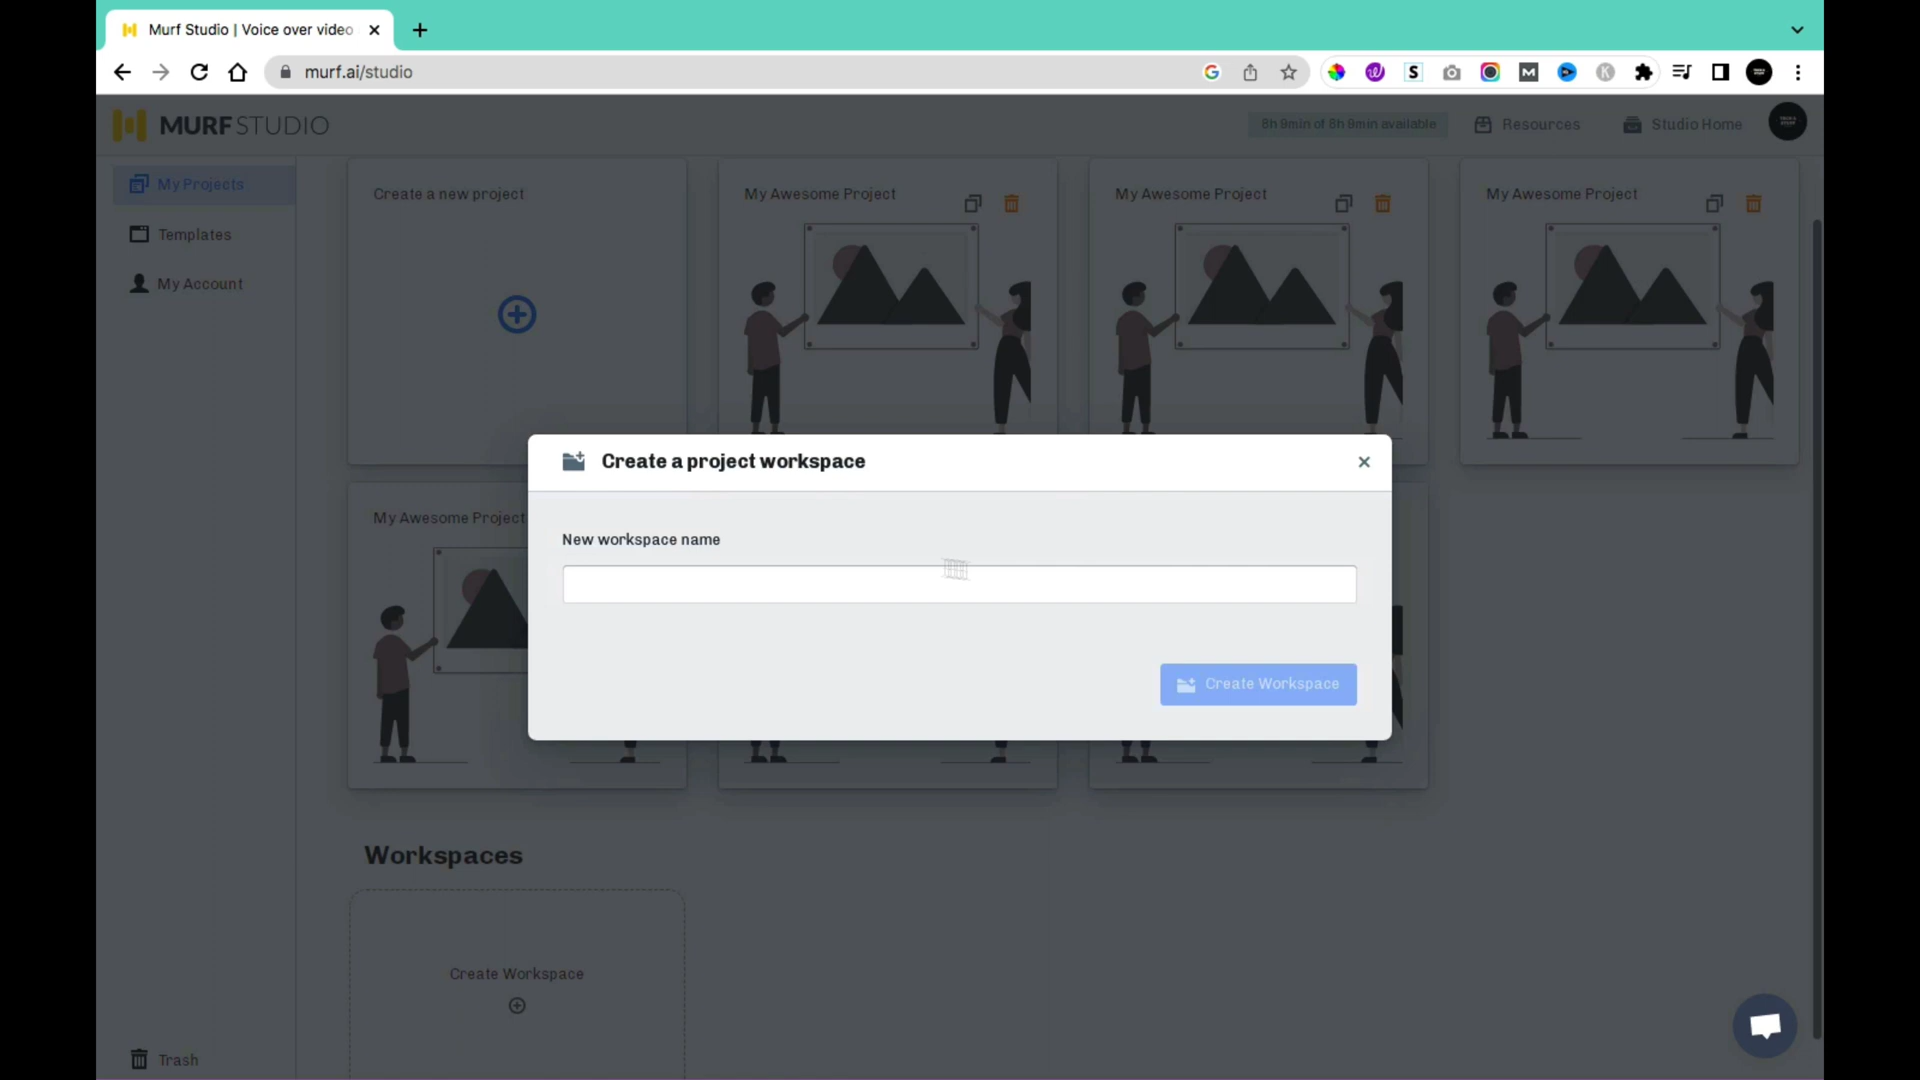 Murf Studio | Voice over video
murf.ai/studio
MURFSTUDIO
8h 9min of 8h 9min available
Resources
Studio Home
My Projects
Templates
My Account
Create a new project
My Awesome Project
My Awesome Project
My Awesome Project
My Awesome Project
Create a project workspace
New workspace name
Create Workspace
Workspaces
Create Workspace
Trash